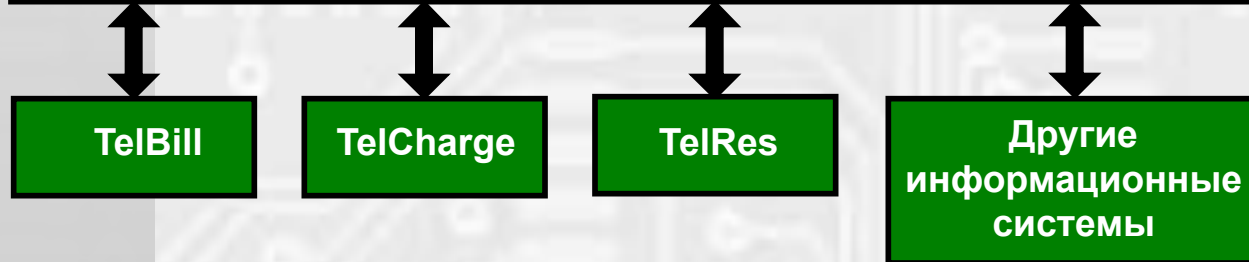 TelBill
TelCharge
TelRes
Другие
информационные
системы